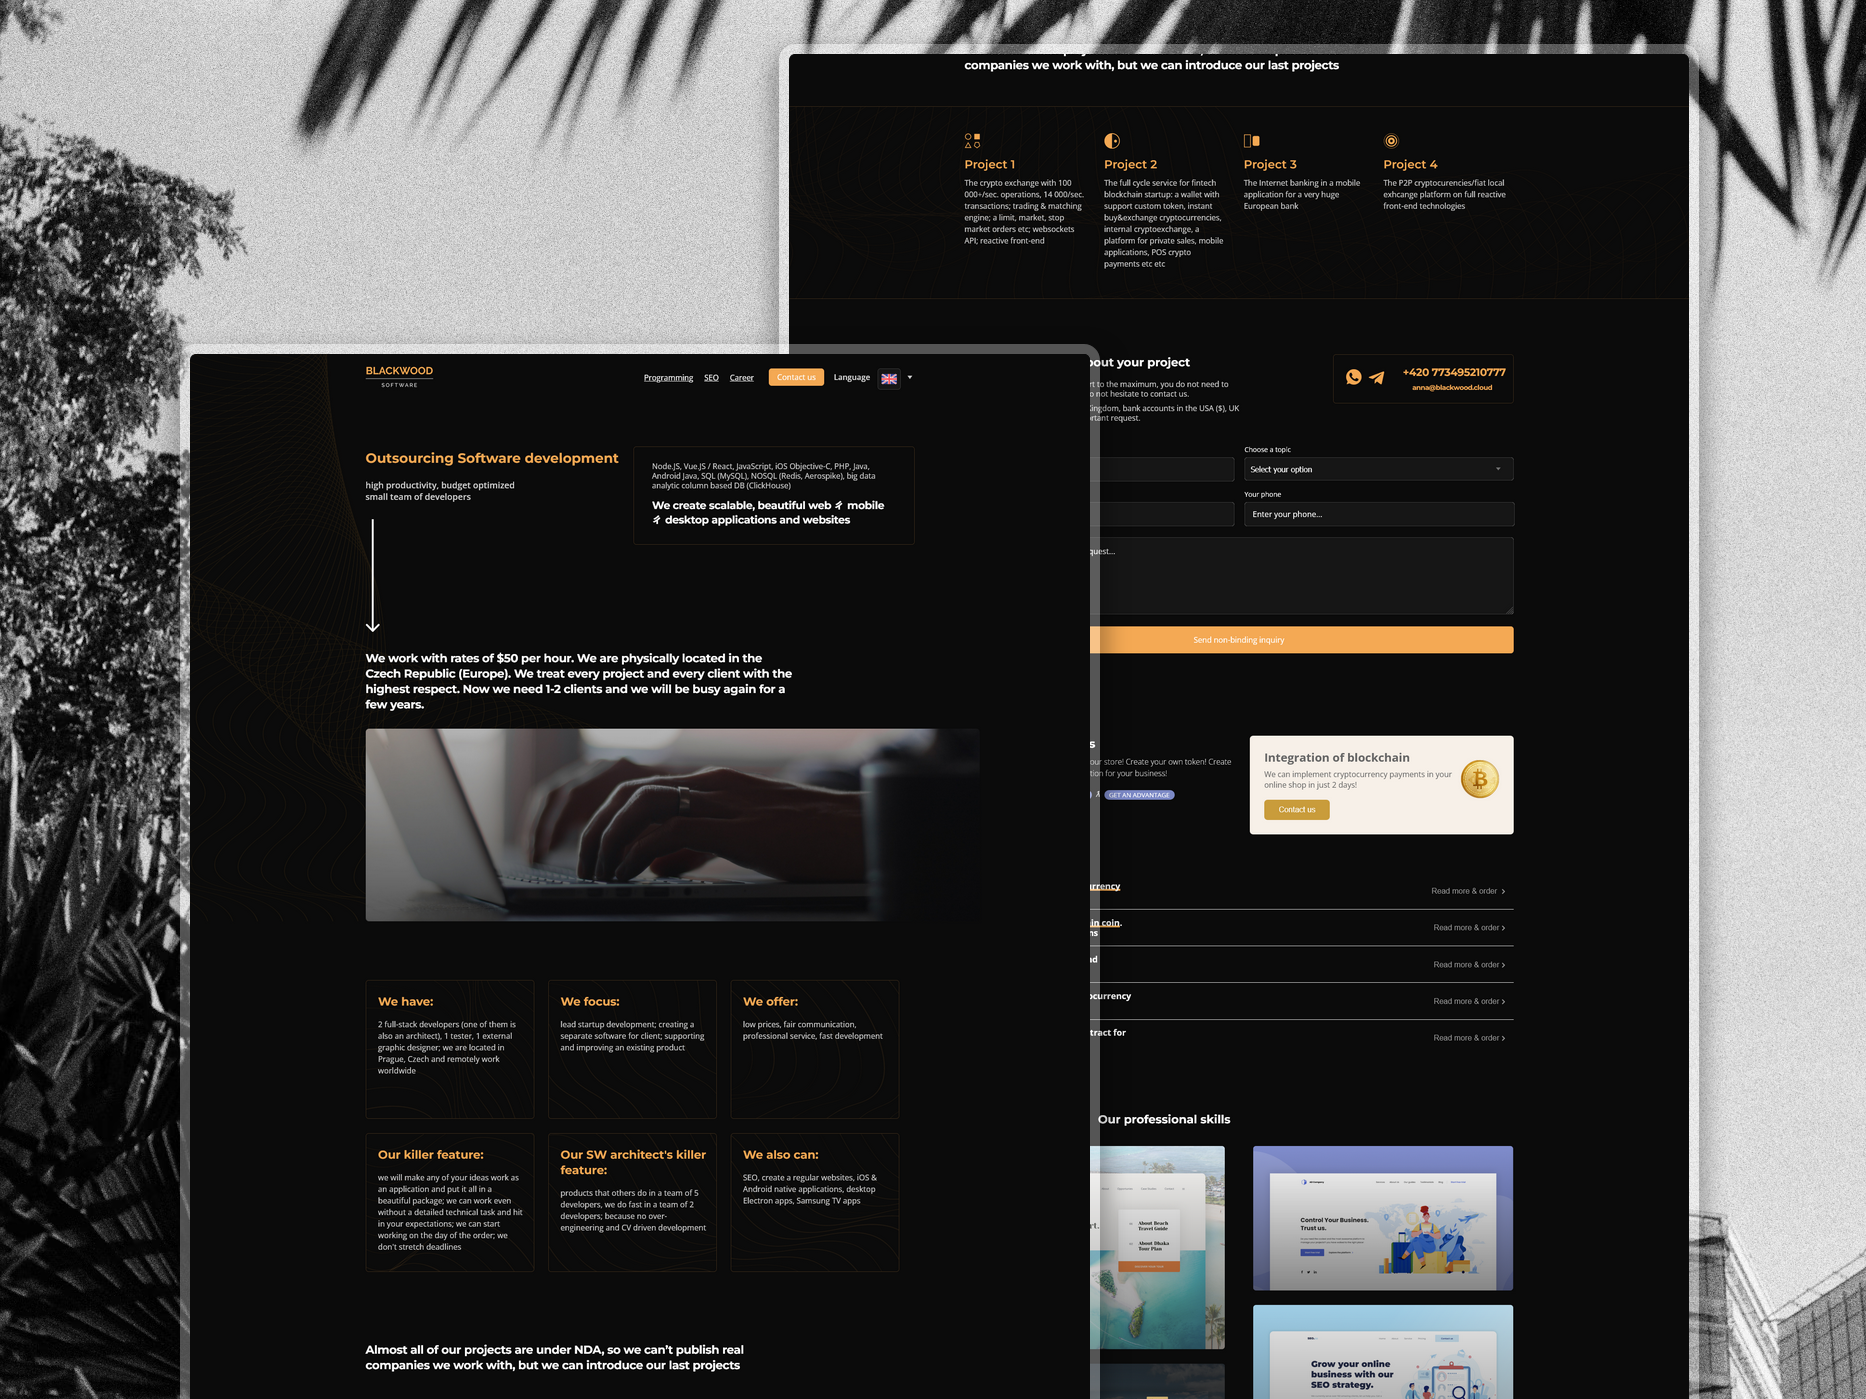 BLACKWOOD
SOFTWARE
Programming SEO Career Contact us Language
Outsourcing Software development
high productivity, budget optimized
small team of developers
Node.JS, Vue.JS / React, JavaScript, iOS Objective-C, PHP, Java,
Android Java, SQL (MySQL), NOSQL (Redis, Aerospike), big data
analytic column based DB (ClickHouse)
We create scalable, beautiful web mobile
desktop applications and websites
We work with rates of $50 per hour. We are physically located in the
Czech Republic (Europe). We treat every project and every client with the
highest respect. Now we need 1-2 clients and we will be busy again for a
few years.
We have:
2 full-stack developers (one of them is
also an architect), 1 tester, 1 external
graphic designer; we are located in
Prague, Czech and remotely work
worldwide
We focus:
lead startup development; creating a
separate software for client; supporting
and improving an existing product
We offer:
low prices, fair communication,
professional service, fast development
Our killer feature:
we will make any of your ideas work as
an application and put it all in a
beautiful package; we can work even
without a detailed technical task and hit
in your expectations; we can start
working on the day of the order; we
don't stretch deadlines
Our SW architect's killer
feature:
products that others do in a team of 5
developers, we do fast in a team of 2
developers; because no over-
engineering and CV driven development
We also can:
SEO, create a regular websites, iOS &
Android native applications, desktop
Electron apps, Samsung TV apps
Almost all of our projects are under NDA, so we can't publish real
companies we work with, but we can introduce our last projects
companies we work with, but we can introduce our last projects
Project 1
The crypto exchange with 100
000+/sec. operations, 14 000/sec.
transactions; trading & matching
engine; a limit, market, stop
market orders etc; websockets
API; reactive front-end
Project 2
The full cycle service for fintech
blockchain startup: a wallet with
support custom token, instant
buy&exchange cryptocurrencies,
internal cryptoexchange, a
platform for private sales, mobile
applications, POS crypto
payments etc etc
Project 3
The Internet banking in a mobile
application for a very huge
European bank
Project 4
The P2P cryptocurencies/fiat local
exhcange platform on full reactive
front-end technologies
bout your project
rt to the maximum, you do not need to
o not hesitate to contact us.
Kingdom, bank accounts in the USA ($), UK
rtant request.
+420 773495210777
anna@blackwood.cloud
Choose a topic
Select your option
Your phone
Enter your phone...
quest...
Send non-binding inquiry
s
our store! Create your own token! Create
tion for your business!
GET AN ADVANTAGE
Integration of blockchain
We can implement cryptocurrency payments in your
online shop in just 2 days!
Contact us
urrency
Read more & order
in coin.
ns
Read more & order
nd
Read more & order
ocurrency
Read more & order
tract for
Read more & order
Our professional skills
rt.
About Beach
Travel Guide
About Dhaka
Tour Plan
Control Your Business.
Trust us.
Grow your online
business with our
SEO strategy.